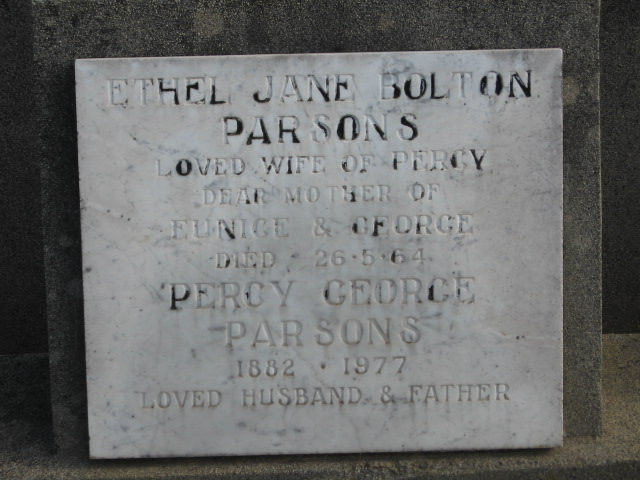 ETHEL JANE BOLTON
PARSONS
LOVED WIFE OF PERCY
DEAR MOTHER OF
EUNICE & GEORGE
DIED · 26·5·64
PERCY GEORGE
PARSONS
1882 · 1977
LOVED HUSBAND & FATHER